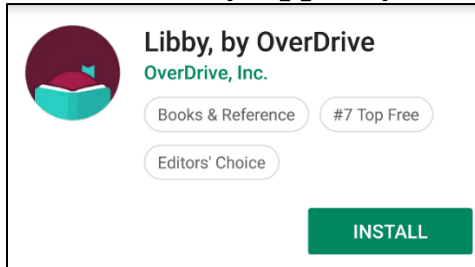 Libby, by OverDrive
OverDrive, Inc.
Books & Reference
#7 Top Free
Editors' Choice
INSTALL